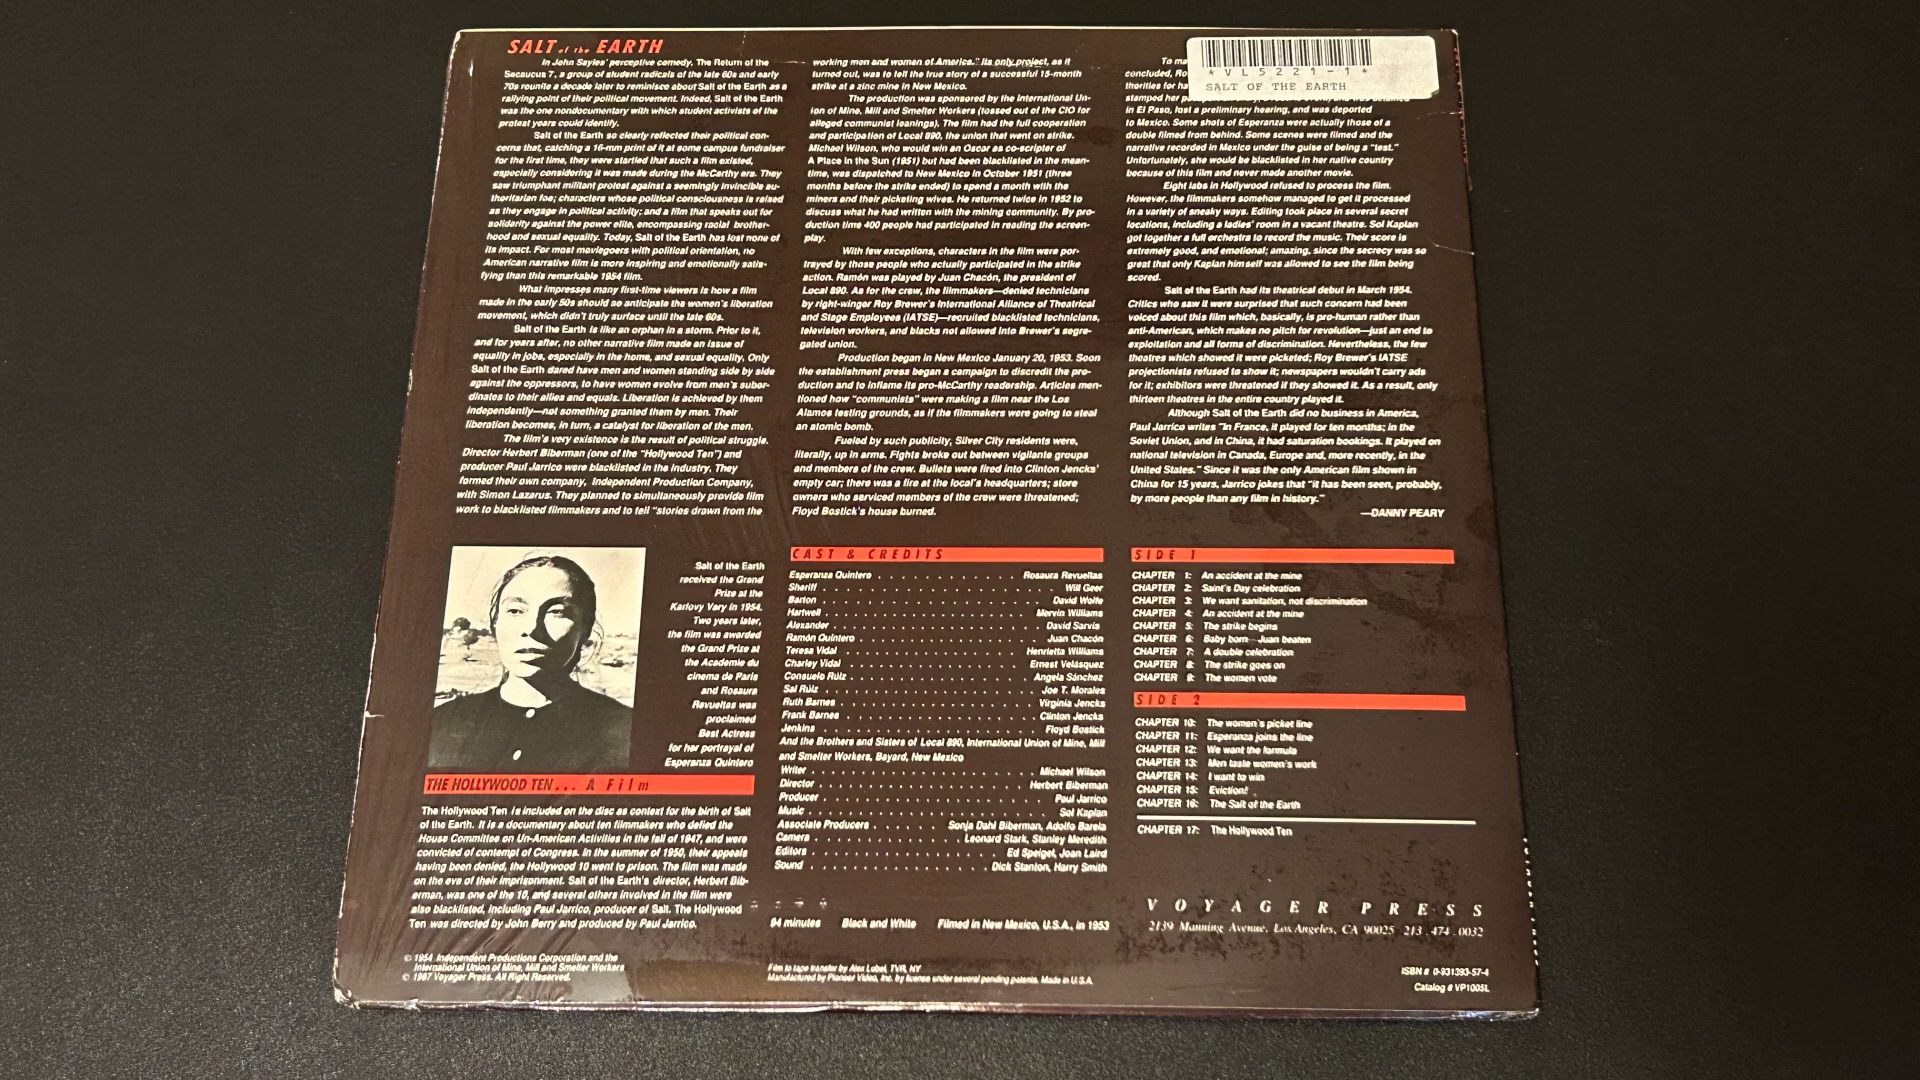 SALT of the EARTH
In John Sayles' perceptive comedy, The Return of the
Secaucus 7, a group of student radicals of the late 60s and early
70s reunite a decade later to reminisce about Salt of the Earth as a
rallying point of their political movement. Indeed, Salt of the Earth
was the one nondocumentary with which student activists of the
protest years could identify.
Salt of the Earth so clearly reflected their political con-
cerns that, catching a 16-mm print of it at some campus fundraiser
for the first time, they were startled that such a film existed,
especially considering it was made during the McCarthy era. They
saw triumphant militant protest against a seemingly invincible au-
thoritarian foe; characters whose political consciousness is raised
as they engage in political activity; and a film that speaks out for
solidarity against the power elite, encompassing racial brother-
hood and sexual equality. Today, Salt of the Earth has lost none of
its impact. For most moviegoers with political orientation, no
American narrative film is more inspiring and emotionally satis-
fying than this remarkable 1954 film.
What impresses many first-time viewers is how a film
made in the early 50s should so anticipate the women's liberation
movement, which didn't truly surface until the late 60s.
Salt of the Earth is like an orphan in a storm. Prior to it,
and for years after, no other narrative film made an issue of
equality in jobs, especially in the home, and sexual equality. Only
Salt of the Earth dared have men and women standing side by side
against the oppressors, to have women evolve from men's subor-
dinates to their allies and equals. Liberation is achieved by them
independently—not something granted them by men. Their
liberation becomes, in turn, a catalyst for liberation of the men.
The film's very existence is the result of political struggle.
Director Herbert Biberman (one of the "Hollywood Ten") and
producer Paul Jarrico were blacklisted in the industry. They
formed their own company, Independent Production Company,
with Simon Lazarus. They planned to simultaneously provide film
work to blacklisted filmmakers and to tell "stories drawn from the
working men and women of America." Its only project, as it
turned out, was to tell the true story of a successful 15-month
strike at a zinc mine in New Mexico.
The production was sponsored by the International Un-
ion of Mine, Mill and Smelter Workers (tossed out of the CIO for
alleged communist leanings). The film had the full cooperation
and participation of Local 890, the union that went on strike.
Michael Wilson, who would win an Oscar as co-scripter of
A Place in the Sun (1951) but had been blacklisted in the mean-
time, was dispatched to New Mexico in October 1951 (three
months before the strike ended) to spend a month with the
miners and their picketing wives. He returned twice in 1952 to
discuss what he had written with the mining community. By pro-
duction time 400 people had participated in reading the screen-
play.
With few exceptions, characters in the film were por-
trayed by those people who actually participated in the strike
action. Ramón was played by Juan Chacón, the president of
Local 890. As for the crew, the filmmakers—denied technicians
by right-winger Roy Brewer's International Alliance of Theatrical
and Stage Employees (IATSE)—recruited blacklisted technicians,
television workers, and blacks not allowed into Brewer's segre-
gated union.
Production began in New Mexico January 20, 1953. Soon
the establishment press began a campaign to discredit the pro-
duction and to inflame its pro-McCarthy readership. Articles men-
tioned how "communists" were making a film near the Los
Alamos testing grounds, as if the filmmakers were going to steal
an atomic bomb.
Fueled by such publicity, Silver City residents were,
literally, up in arms. Fights broke out between vigilante groups
and members of the crew. Bullets were fired into Clinton Jencks'
empty car; there was a fire at the local's headquarters; store
owners who serviced members of the crew were threatened;
Floyd Bostick's house burned.
*VL5221-1*
SALT OF THE EARTH
To ma
concluded, Ro
thorities for ha
stamped her
in El Paso, lost a preliminary hearing, and was deported
to Mexico. Some shots of Esperanza were actually those of a
double filmed from behind. Some scenes were filmed and the
narrative recorded in Mexico under the guise of being a "test."
Unfortunately, she would be blacklisted in her native country
because of this film and never made another movie.
Eight labs in Hollywood refused to process the film.
However, the filmmakers somehow managed to get it processed
in a variety of sneaky ways. Editing took place in several secret
locations, including a ladies' room in a vacant theatre. Sol Kaplan
got together a full orchestra to record the music. Their score is
extremely good, and emotional; amazing, since the secrecy was so
great that only Kaplan himself was allowed to see the film being
scored.
Salt of the Earth had its theatrical debut in March 1954.
Critics who saw it were surprised that such concern had been
voiced about this film which, basically, is pro-human rather than
anti-American, which makes no pitch for revolution—just an end to
exploitation and all forms of discrimination. Nevertheless, the few
theatres which showed it were picketed; Roy Brewer's IATSE
projectionists refused to show it; newspapers wouldn't carry ads
for it; exhibitors were threatened if they showed it. As a result, only
thirteen theatres in the entire country played it.
Although Salt of the Earth did no business in America,
Paul Jarrico writes "In France, it played for ten months; in the
Soviet Union, and in China, it had saturation bookings. It played on
national television in Canada, Europe and, more recently, in the
United States." Since it was the only American film shown in
China for 15 years, Jarrico jokes that "it has been seen, probably,
by more people than any film in history."
—DANNY PEARY
Salt of the Earth
received the Grand
Prize at the
Karlovy Vary in 1954.
Two years later,
the film was awarded
the Grand Prize at
the Academie du
cinema de Paris
and Rosaura
Revueltas was
proclaimed
Best Actress
for her portrayal of
Esperanza Quintero
THE HOLLYWOOD TEN... A Film
The Hollywood Ten is included on the disc as context for the birth of Salt
of the Earth. It is a documentary about ten filmmakers who defied the
House Committee on Un-American Activities in the fall of 1947, and were
convicted of contempt of Congress. In the summer of 1950, their appeals
having been denied, the Hollywood 10 went to prison. The film was made
on the eve of their imprisonment. Salt of the Earth's director, Herbert Bib-
erman, was one of the 10, and several others involved in the film were
also blacklisted, including Paul Jarrico, producer of Salt. The Hollywood
Ten was directed by John Berry and produced by Paul Jarrico.
© 1954 Independent Productions Corporation and the
International Union of Mine, Mill and Smelter Workers
© 1987 Voyager Press. All Right Reserved.
CAST & CREDITS
Esperanza Quintero . . . . . . . . . . . . Rosaura Revueltas
Sheriff . . . . . . . . . . . . Will Geer
Barton . . . . . . . . . . . . David Wolfe
Hartwell . . . . . . . . . . . . Mervin Williams
Alexander . . . . . . . . . . . . David Sarvis
Ramón Quintero . . . . . . . . . . . . Juan Chacón
Teresa Vidal . . . . . . . . . . . . Henrietta Williams
Charley Vidal . . . . . . . . . . . . Ernest Velásquez
Consuelo Rúiz . . . . . . . . . . . . Angela Sánchez
Sal Rúiz . . . . . . . . . . . . Joe T. Morales
Ruth Barnes . . . . . . . . . . . . Virginia Jencks
Frank Barnes . . . . . . . . . . . . Clinton Jencks
Jenkins . . . . . . . . . . . . Floyd Bostick
And the Brothers and Sisters of Local 890, International Union of Mine, Mill
and Smelter Workers, Bayard, New Mexico
Writer . . . . . . . . . . . . Michael Wilson
Director . . . . . . . . . . . . Herbert Biberman
Producer . . . . . . . . . . . . Paul Jarrico
Music . . . . . . . . . . . . Sol Kaplan
Associate Producers . . . . . . . . Sonja Dahl Biberman, Adolfo Barela
Camera . . . . . . . . . . . . Leonard Stark, Stanley Meredith
Editors . . . . . . . . . . . . Ed Speigel, Joan Laird
Sound . . . . . . . . . . . . Dick Stanton, Harry Smith
94 minutes Black and White Filmed in New Mexico, U.S.A., in 1953
Film to tape transfer by Alex Lobel, TVR, NY
Manufactured by Pioneer Video, Inc. by license under several pending patents. Made in U.S.A.
SIDE 1
CHAPTER 1: An accident at the mine
CHAPTER 2: Saint's Day celebration
CHAPTER 3: We want sanitation, not discrimination
CHAPTER 4: An accident at the mine
CHAPTER 5: The strike begins
CHAPTER 6: Baby born—Juan beaten
CHAPTER 7: A double celebration
CHAPTER 8: The strike goes on
CHAPTER 9: The women vote
SIDE 2
CHAPTER 10: The women's picket line
CHAPTER 11: Esperanza joins the line
CHAPTER 12: We want the formula
CHAPTER 13: Men taste women's work
CHAPTER 14: I want to win
CHAPTER 15: Eviction!
CHAPTER 16: The Salt of the Earth
CHAPTER 17: The Hollywood Ten
VOYAGER PRESS
2139 Manning Avenue, Los Angeles, CA 90025 213.474.0032
ISBN # 0-931393-57-4
Catalog # VP1005L